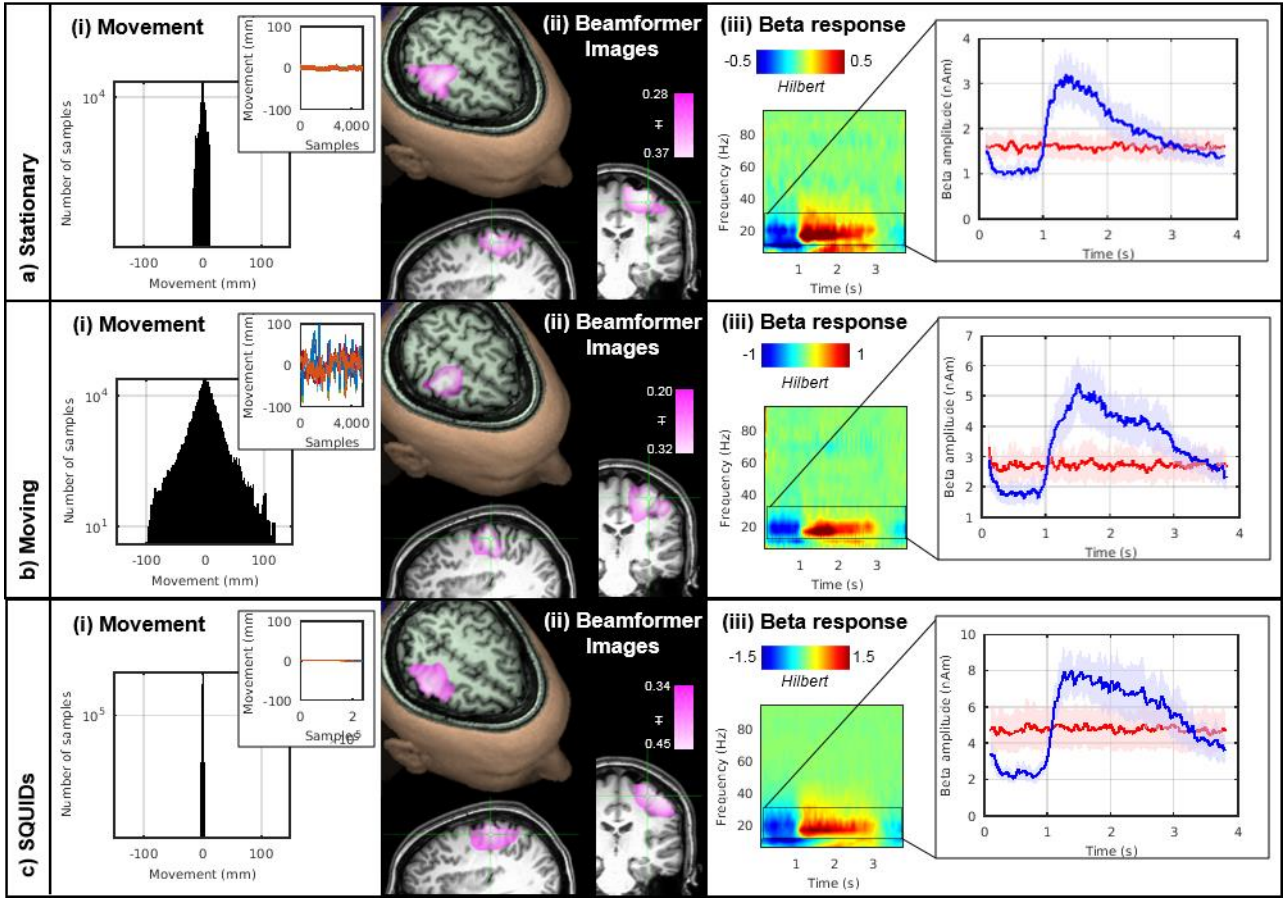 a) Stationary
(i) Movement
Number of samples
10^4
-100 0 100
Movement (mm)
Movement (mm)
100
0
-100
0 4,000
Samples
(ii) Beamformer
Images
0.28
Ŧ
0.37
(iii) Beta response
-0.5 0.5
Hilbert
Frequency (Hz)
80
60
40
20
1 2 3
Time (s)
Beta amplitude (nAm)
4
3
2
1
0
0 1 2 3 4
Time (s)
b) Moving
(i) Movement
Number of samples
10^4
10^1
-100 0 100
Movement (mm)
Movement (mm)
100
0
-100
0 4,000
Samples
(ii) Beamformer
Images
0.20
Ŧ
0.32
(iii) Beta response
-1 1
Hilbert
Frequency (Hz)
80
60
40
20
1 2 3
Time (s)
Beta amplitude (nAm)
7
6
5
4
3
2
1
0 1 2 3 4
Time (s)
c) SQUIDs
(i) Movement
Number of samples
10^5
-100 0 100
Movement (mm)
Movement (mm)
100
0
-100
0 2
Samples
×10^5
(ii) Beamformer
Images
0.34
Ŧ
0.45
(iii) Beta response
-1.5 1.5
Hilbert
Frequency (Hz)
80
60
40
20
1 2 3
Time (s)
Beta amplitude (nAm)
10
8
6
4
2
0
0 1 2 3 4
Time (s)